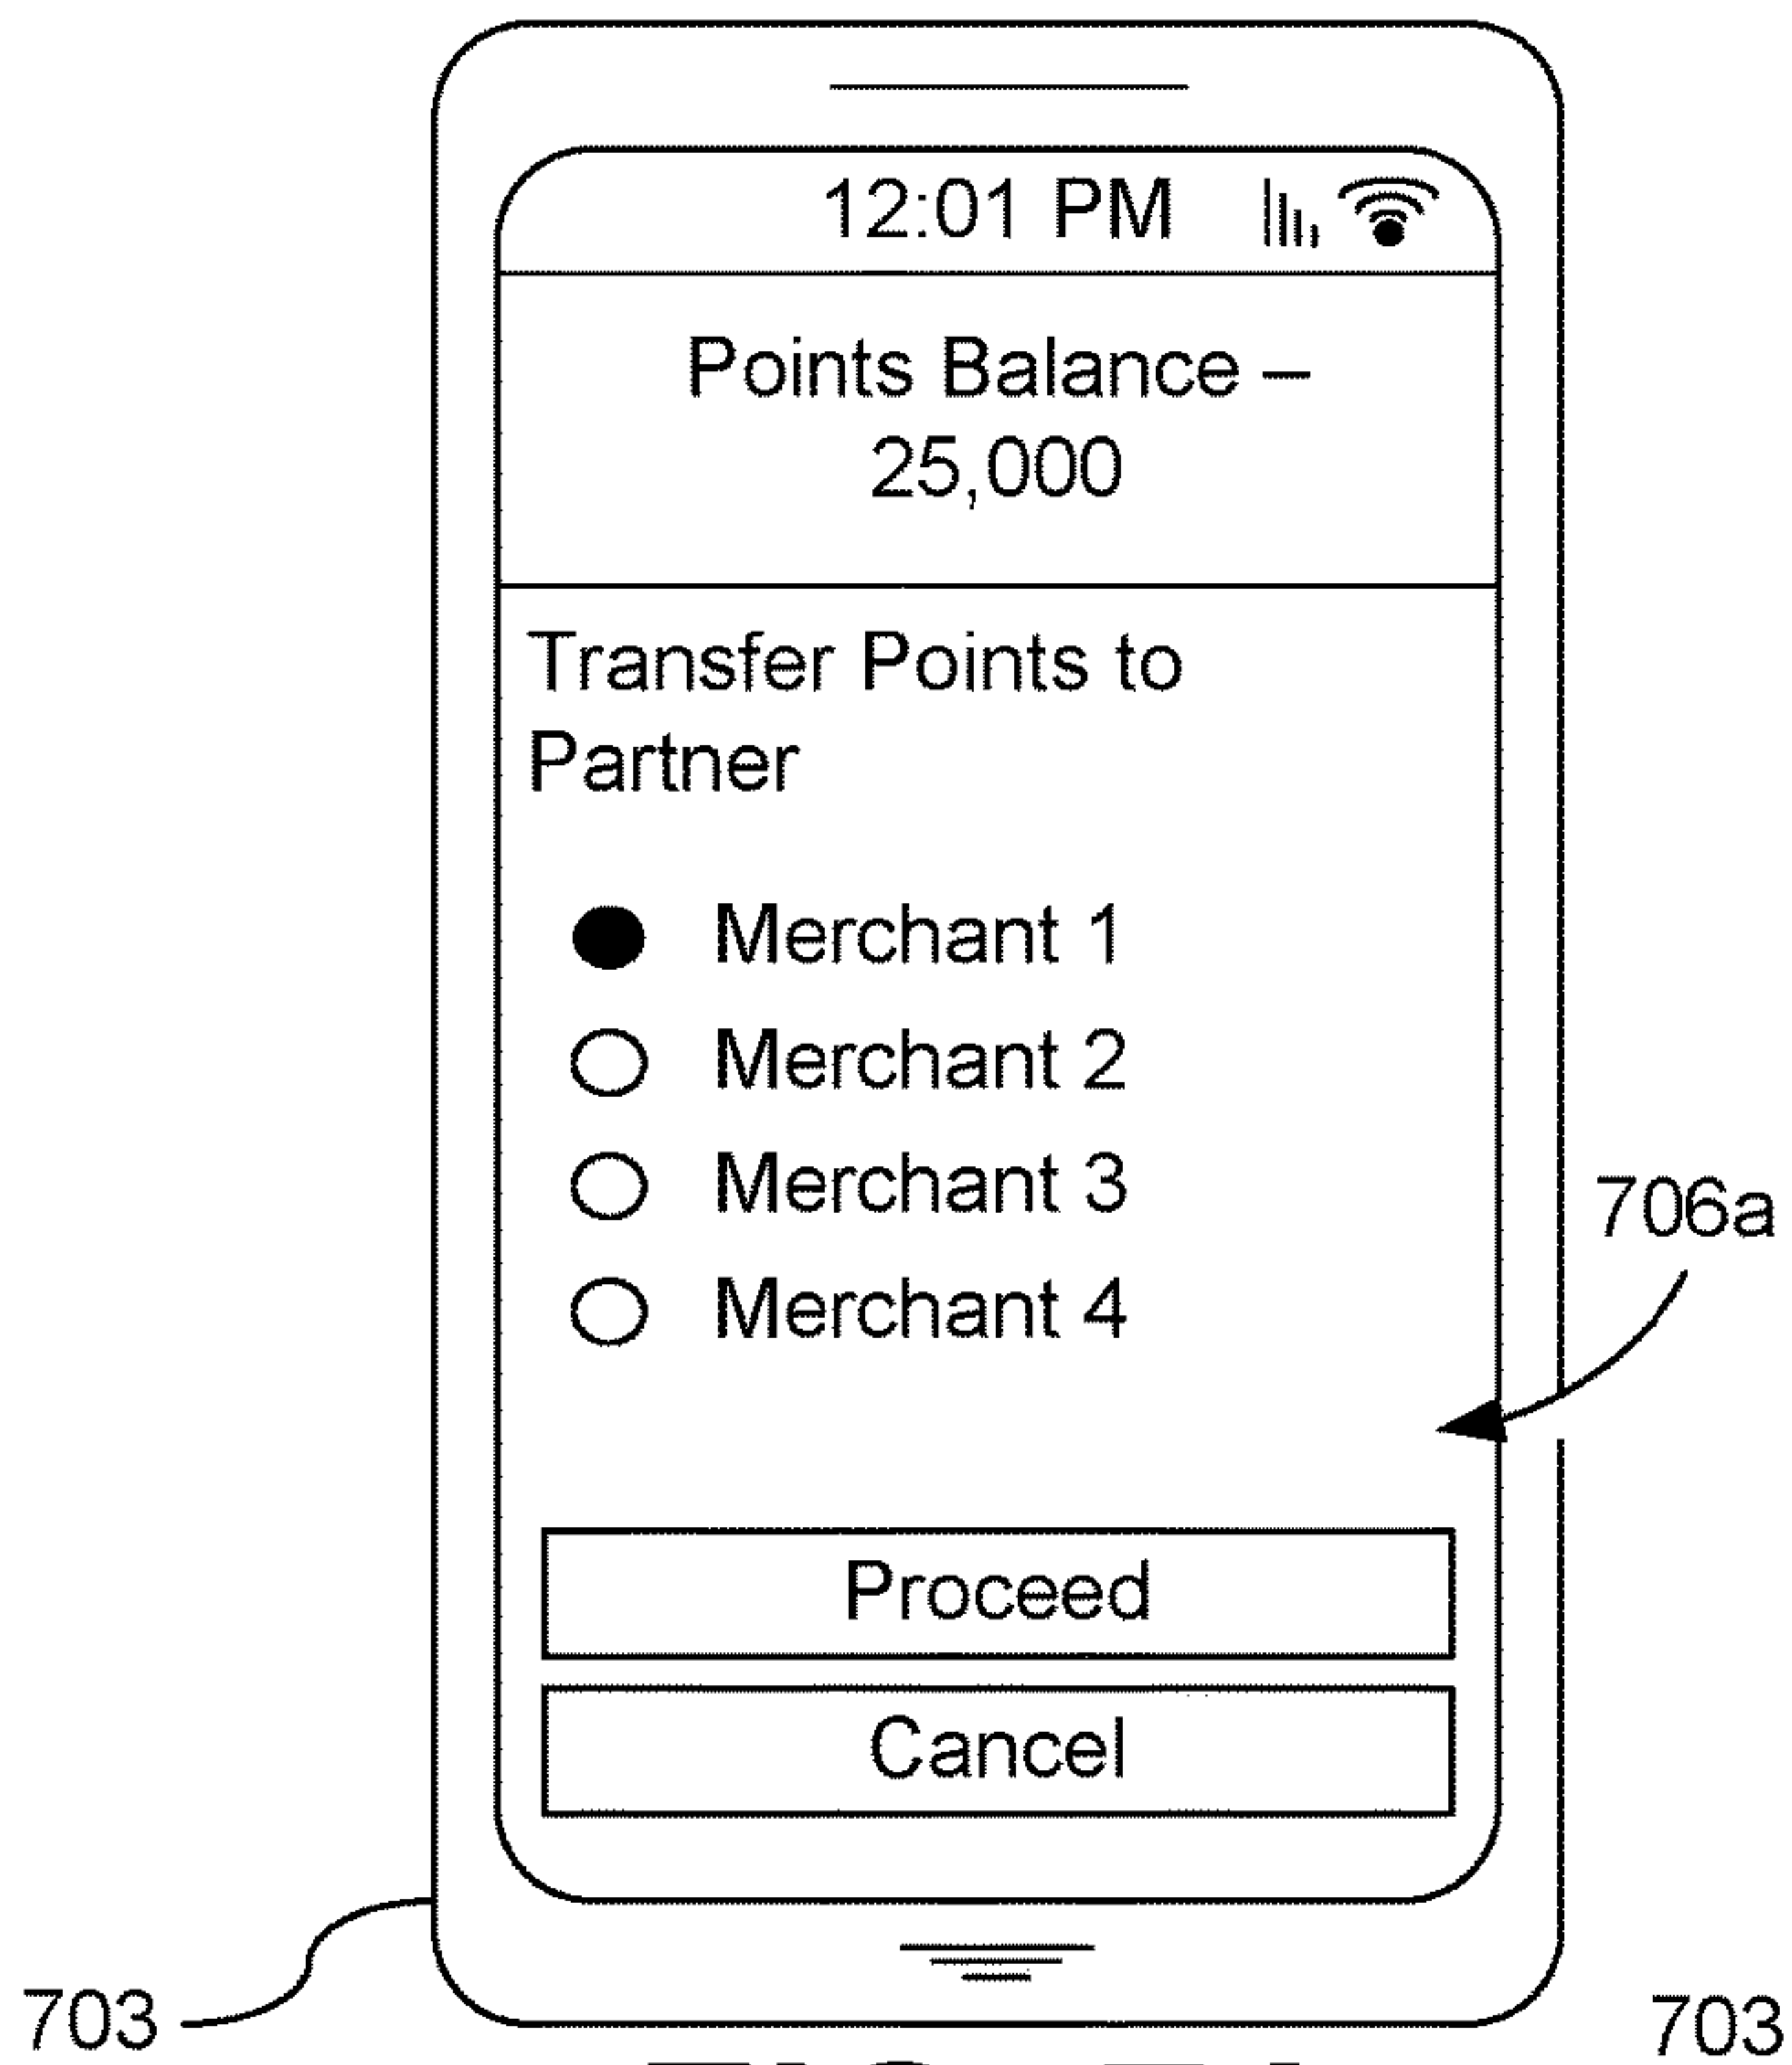 12:01 PM
Points Balance –
25,000
Transfer Points to
Partner
Merchant 1
Merchant 2
Merchant 3
Merchant 4
706a
Proceed
Cancel
703
703